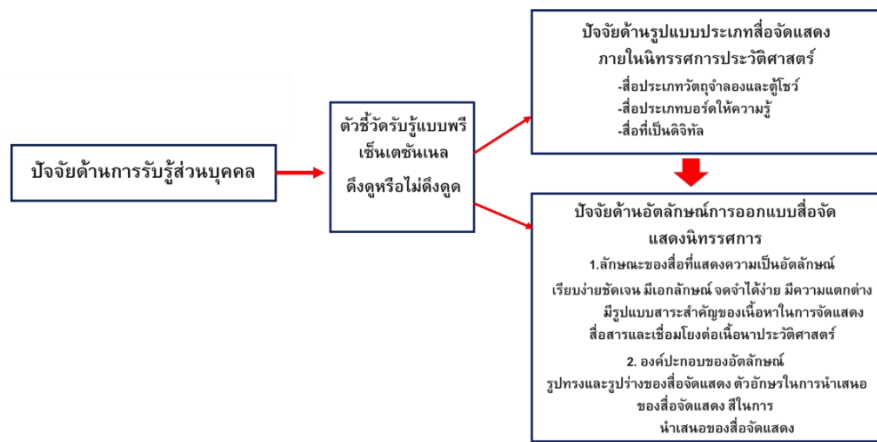 ปัจจัยด้านการรับรู้ส่วนบุคคล
ตัวชี้วัดรับรู้แบบพรี
เซ็นเตชันเนล
ดึงดูหรือไม่ดึงดูด
ปัจจัยด้านรูปแบบประเภทสื่อจัดแสดง
ภายในนิทรรศการประวัติศาสตร์
-สื่อประเภทวัตถุจำลองและตู้โชว์
-สื่อประเภทบอร์ดให้ความรู้
-สื่อที่เป็นดิจิทัล
ปัจจัยด้านอัตลักษณ์การออกแบบสื่อจัด
แสดงนิทรรศการ
1.ลักษณะของสื่อที่แสดงความเป็นอัตลักษณ์
เรียบง่ายชัดเจน มีเอกลักษณ์ จดจำได้ง่าย มีความแตกต่าง
มีรูปแบบสาระสำคัญของเนื้อหาในการจัดแสดง
สื่อสารและเชื่อมโยงต่อเนื้อนาประวัติศาสตร์
2. องค์ปะกอบของอัตลักษณ์
รูปทรงและรูปร่างของสื่อจัดแสดง ตัวอักษรในการนำเสนอ
ของสื่อจัดแสดง สีในการ
นำเสนอของสื่อจัดแสดง